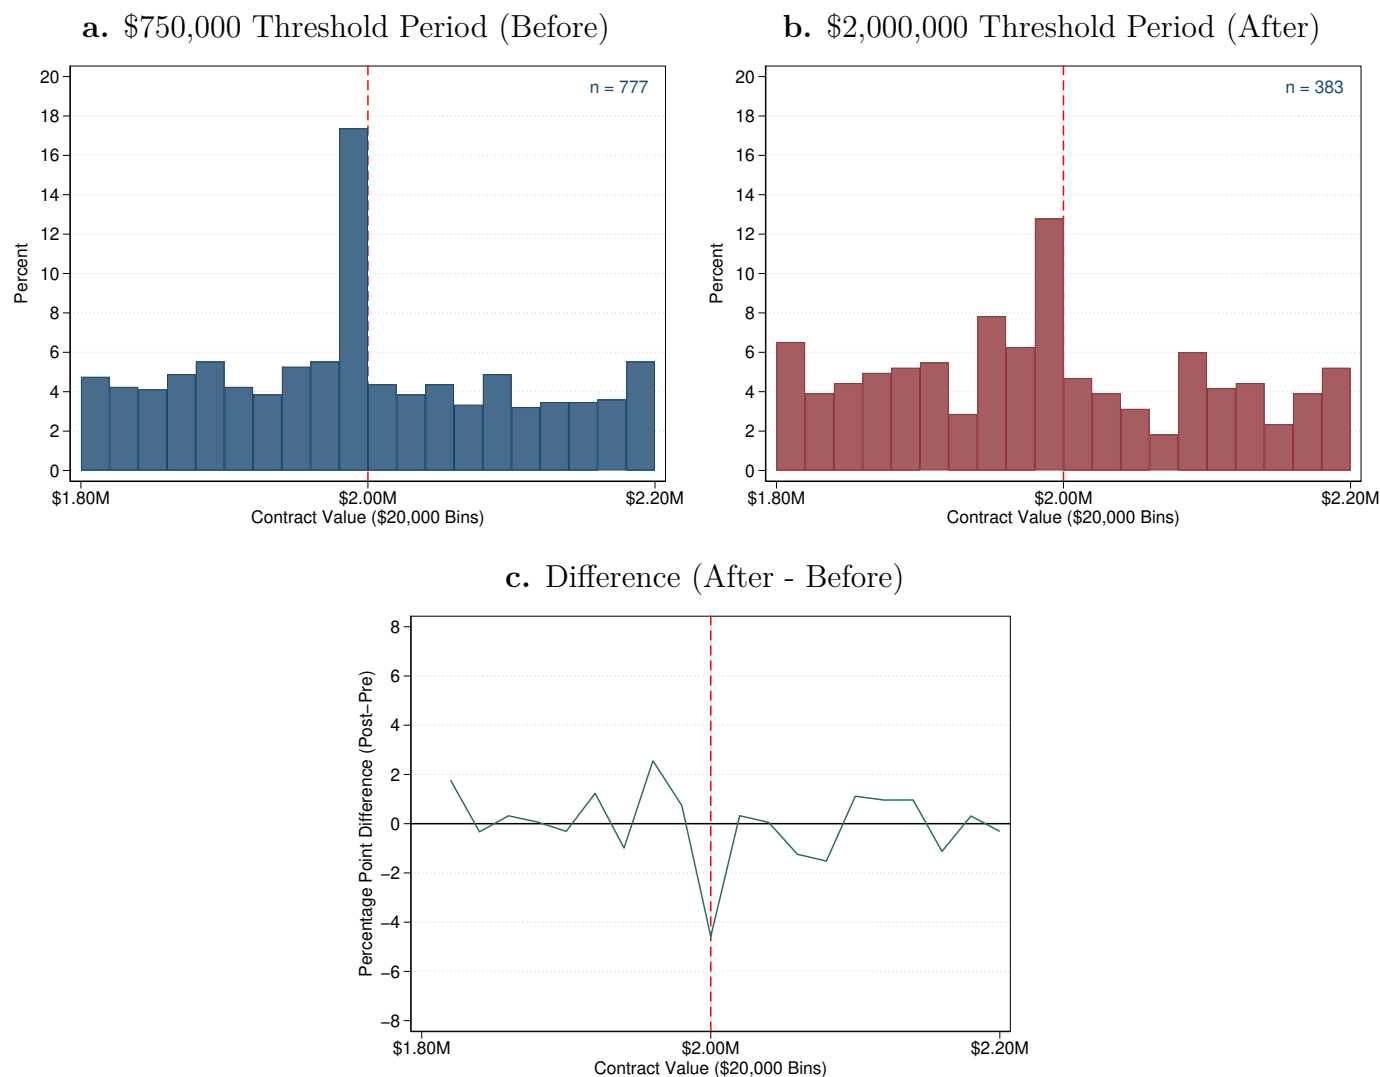 a. $750,000 Threshold Period (Before)
n = 777
Percent
20
18
16
14
12
10
8
6
4
2
0
$1.80M
$2.00M
$2.20M
Contract Value ($20,000 Bins)
b. $2,000,000 Threshold Period (After)
n = 383
Percent
20
18
16
14
12
10
8
6
4
2
0
$1.80M
$2.00M
$2.20M
Contract Value ($20,000 Bins)
c. Difference (After - Before)
Percentage Point Difference (Post−Pre)
8
6
4
2
0
−2
−4
−6
−8
$1.80M
$2.00M
$2.20M
Contract Value ($20,000 Bins)